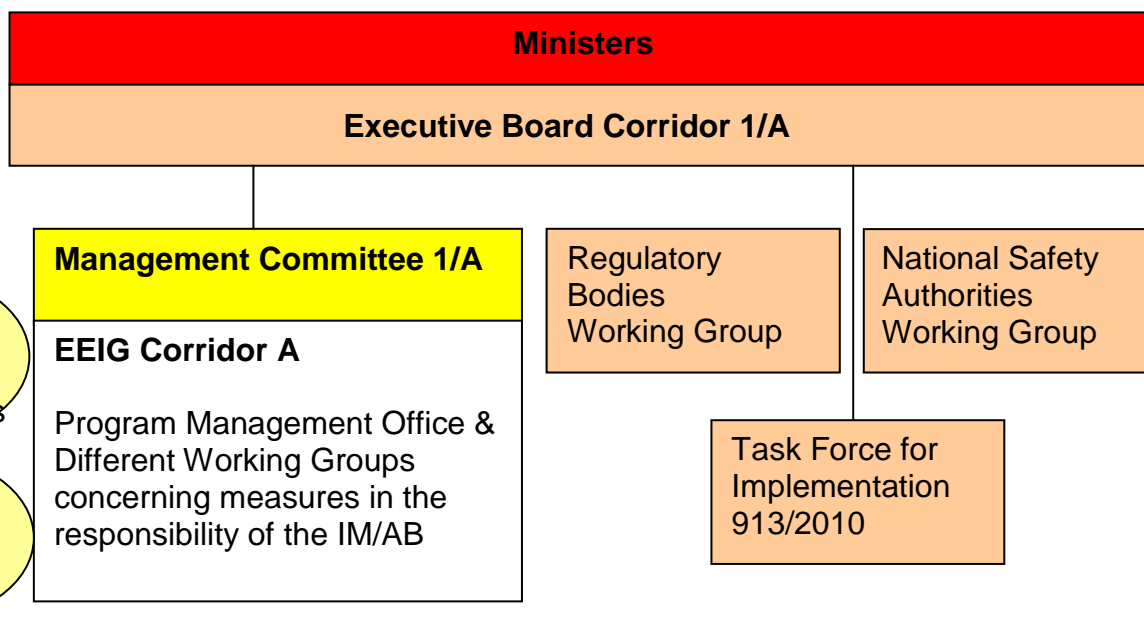 Ministers
Executive Board Corridor 1/A
Management Committee 1/A
EEIG Corridor A
Program Management Office &
Different Working Groups
concerning measures in the
responsibility of the IM/AB
Regulatory
Bodies
Working Group
National Safety
Authorities
Working Group
Task Force for
Implementation
913/2010